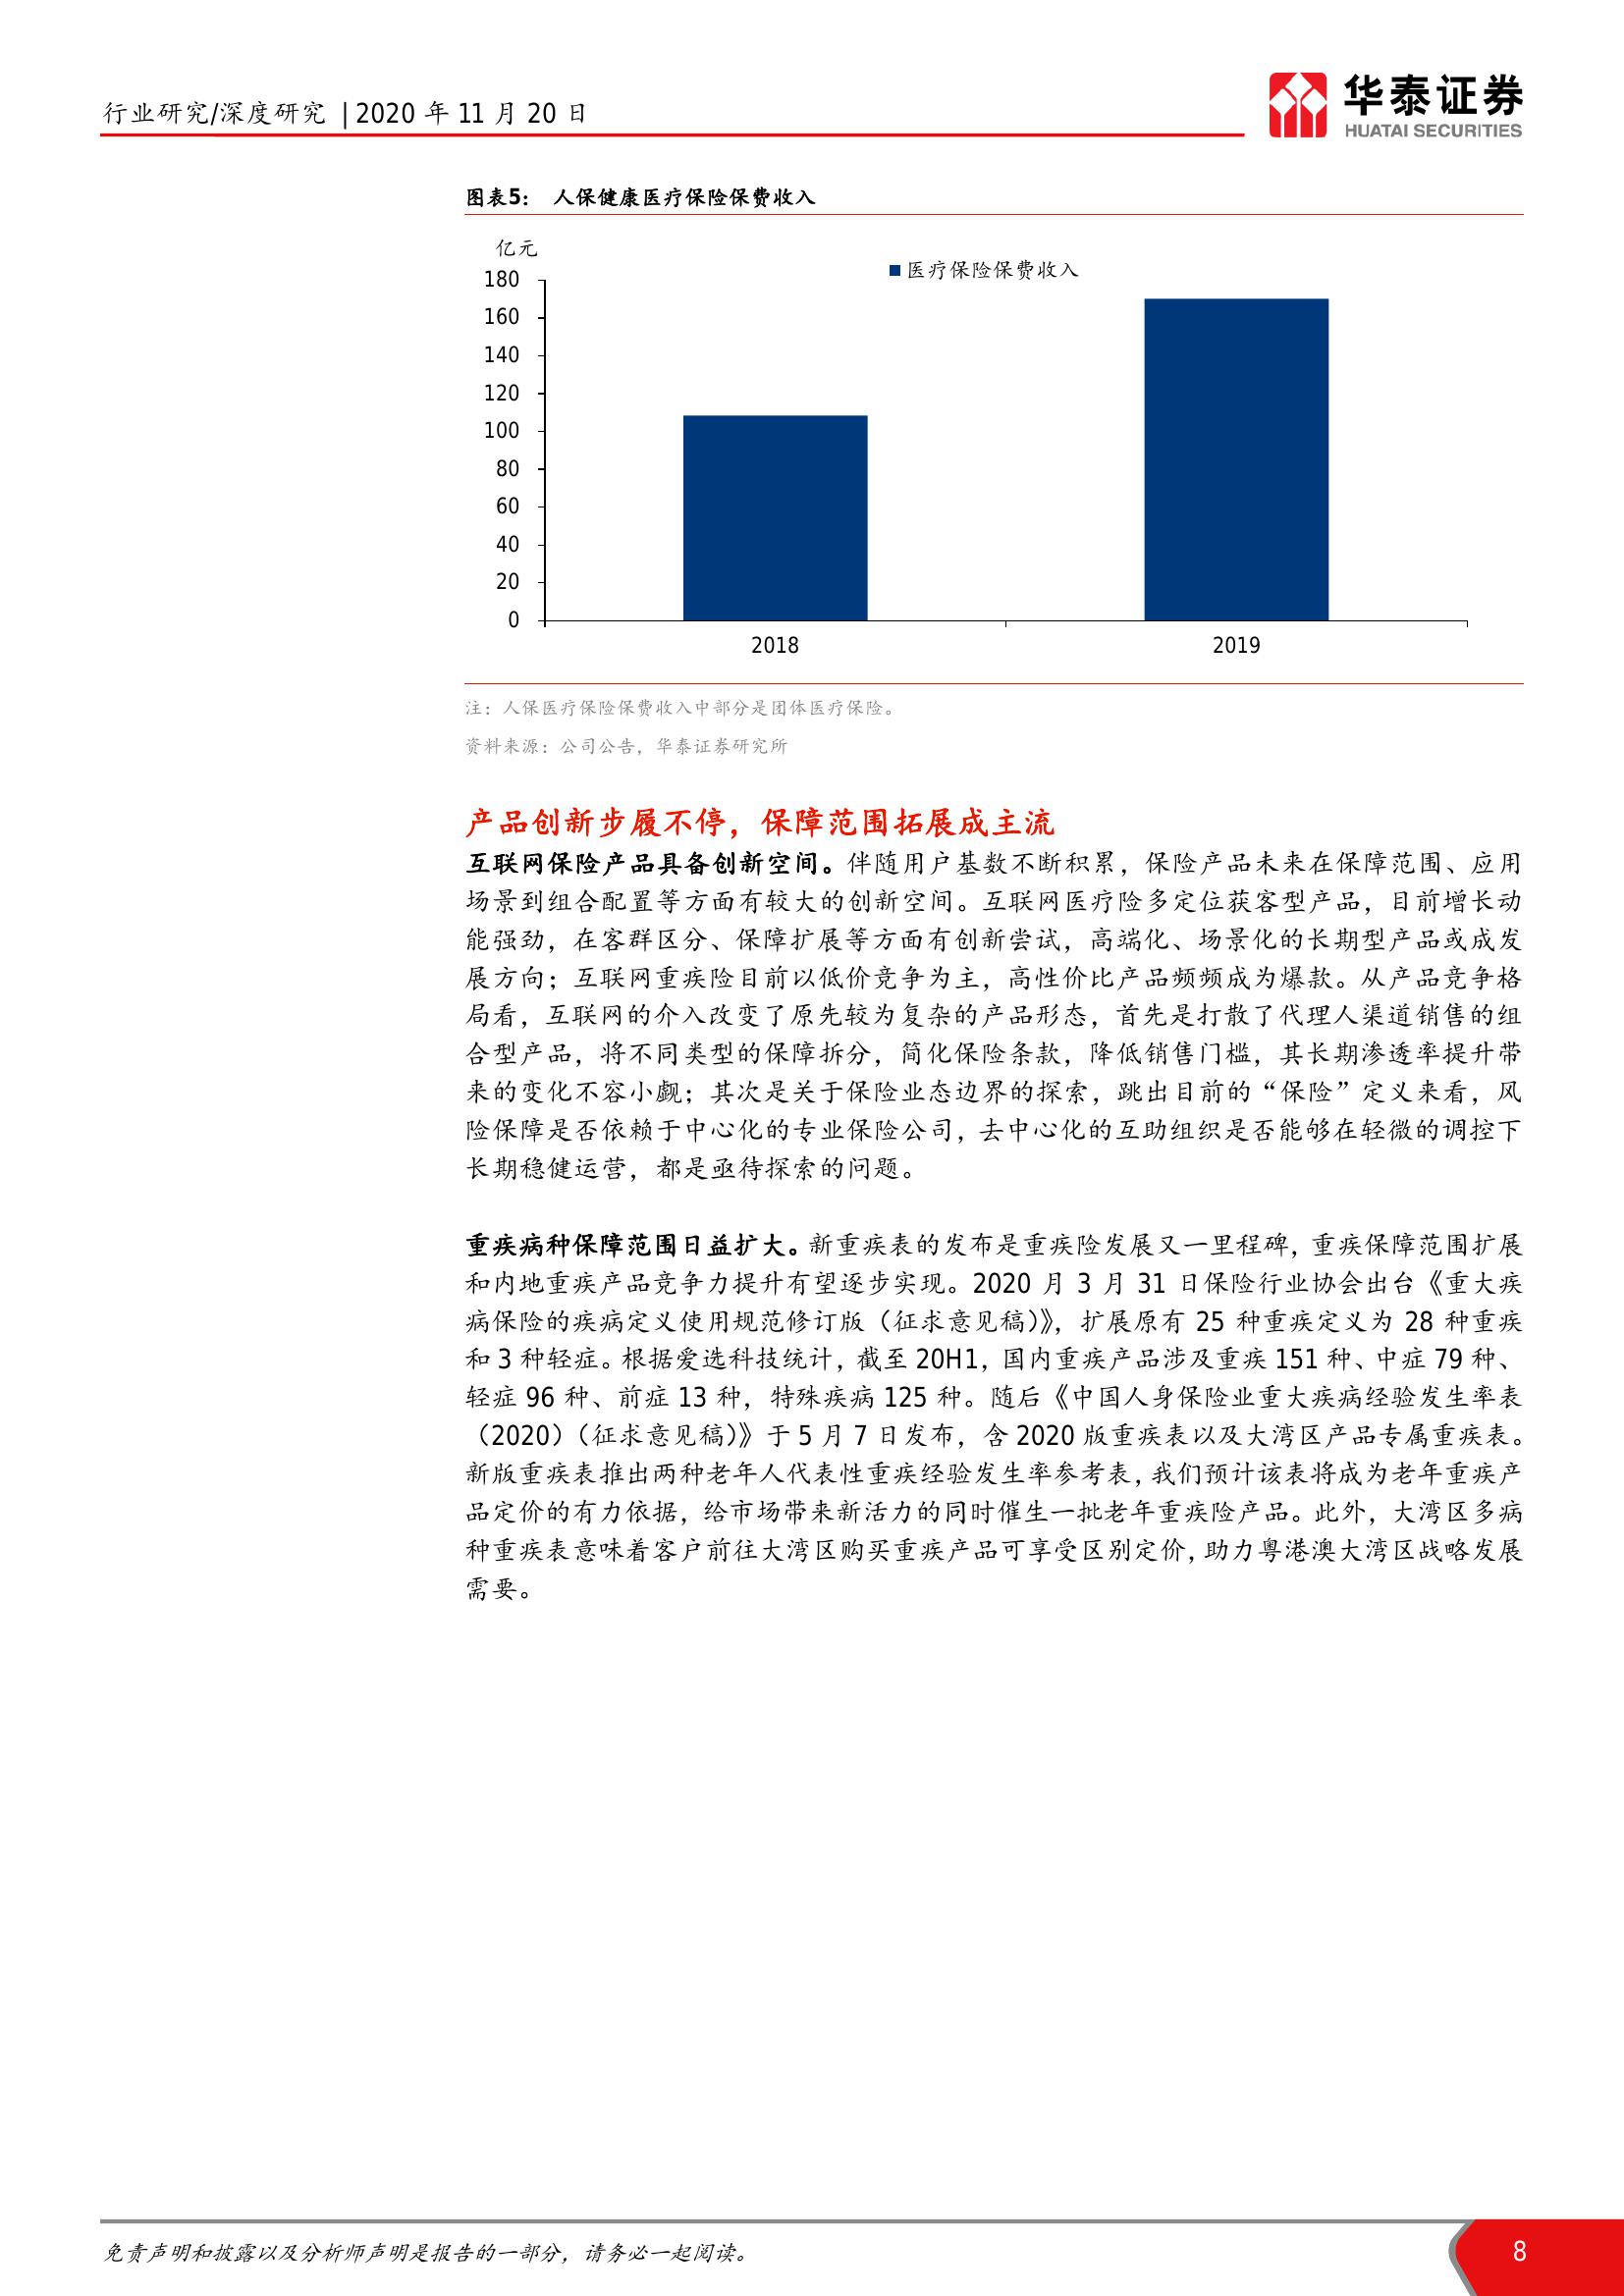 行业研究/深度研究 | 2020 年 11 月 20 日
华泰证券
HUATAI SECURITIES
图表5： 人保健康医疗保险保费收入
亿元
医疗保险保费收入
180
160
140
120
100
80
60
40
20
0
2018
2019
注：人保医疗保险保费收入中部分是团体医疗保险。
资料来源：公司公告，华泰证券研究所
产品创新步履不停，保障范围拓展成主流
互联网保险产品具备创新空间。伴随用户基数不断积累，保险产品未来在保障范围、应用
场景到组合配置等方面有较大的创新空间。互联网医疗险多定位获客型产品，目前增长动
能强劲，在客群区分、保障扩展等方面有创新尝试，高端化、场景化的长期型产品或成发
展方向；互联网重疾险目前以低价竞争为主，高性价比产品频频成为爆款。从产品竞争格
局看，互联网的介入改变了原先较为复杂的产品形态，首先是打散了代理人渠道销售的组
合型产品，将不同类型的保障拆分，简化保险条款，降低销售门槛，其长期渗透率提升带
来的变化不容小觑；其次是关于保险业态边界的探索，跳出目前的“保险”定义来看，风
险保障是否依赖于中心化的专业保险公司，去中心化的互助组织是否能够在轻微的调控下
长期稳健运营，都是亟待探索的问题。
重疾病种保障范围日益扩大。新重疾表的发布是重疾险发展又一里程碑，重疾保障范围扩展
和内地重疾产品竞争力提升有望逐步实现。2020 月 3 月 31 日保险行业协会出台《重大疾
病保险的疾病定义使用规范修订版（征求意见稿）》，扩展原有 25 种重疾定义为 28 种重疾
和 3 种轻症。根据爱选科技统计，截至 20H1，国内重疾产品涉及重疾 151 种、中症 79 种、
轻症 96 种、前症 13 种，特殊疾病 125 种。随后《中国人身保险业重大疾病经验发生率表
（2020）（征求意见稿）》于 5 月 7 日发布，含 2020 版重疾表以及大湾区产品专属重疾表。
新版重疾表推出两种老年人代表性重疾经验发生率参考表，我们预计该表将成为老年重疾产
品定价的有力依据，给市场带来新活力的同时催生一批老年重疾险产品。此外，大湾区多病
种重疾表意味着客户前往大湾区购买重疾产品可享受区别定价，助力粤港澳大湾区战略发展
需要。
免责声明和披露以及分析师声明是报告的一部分，请务必一起阅读。
8